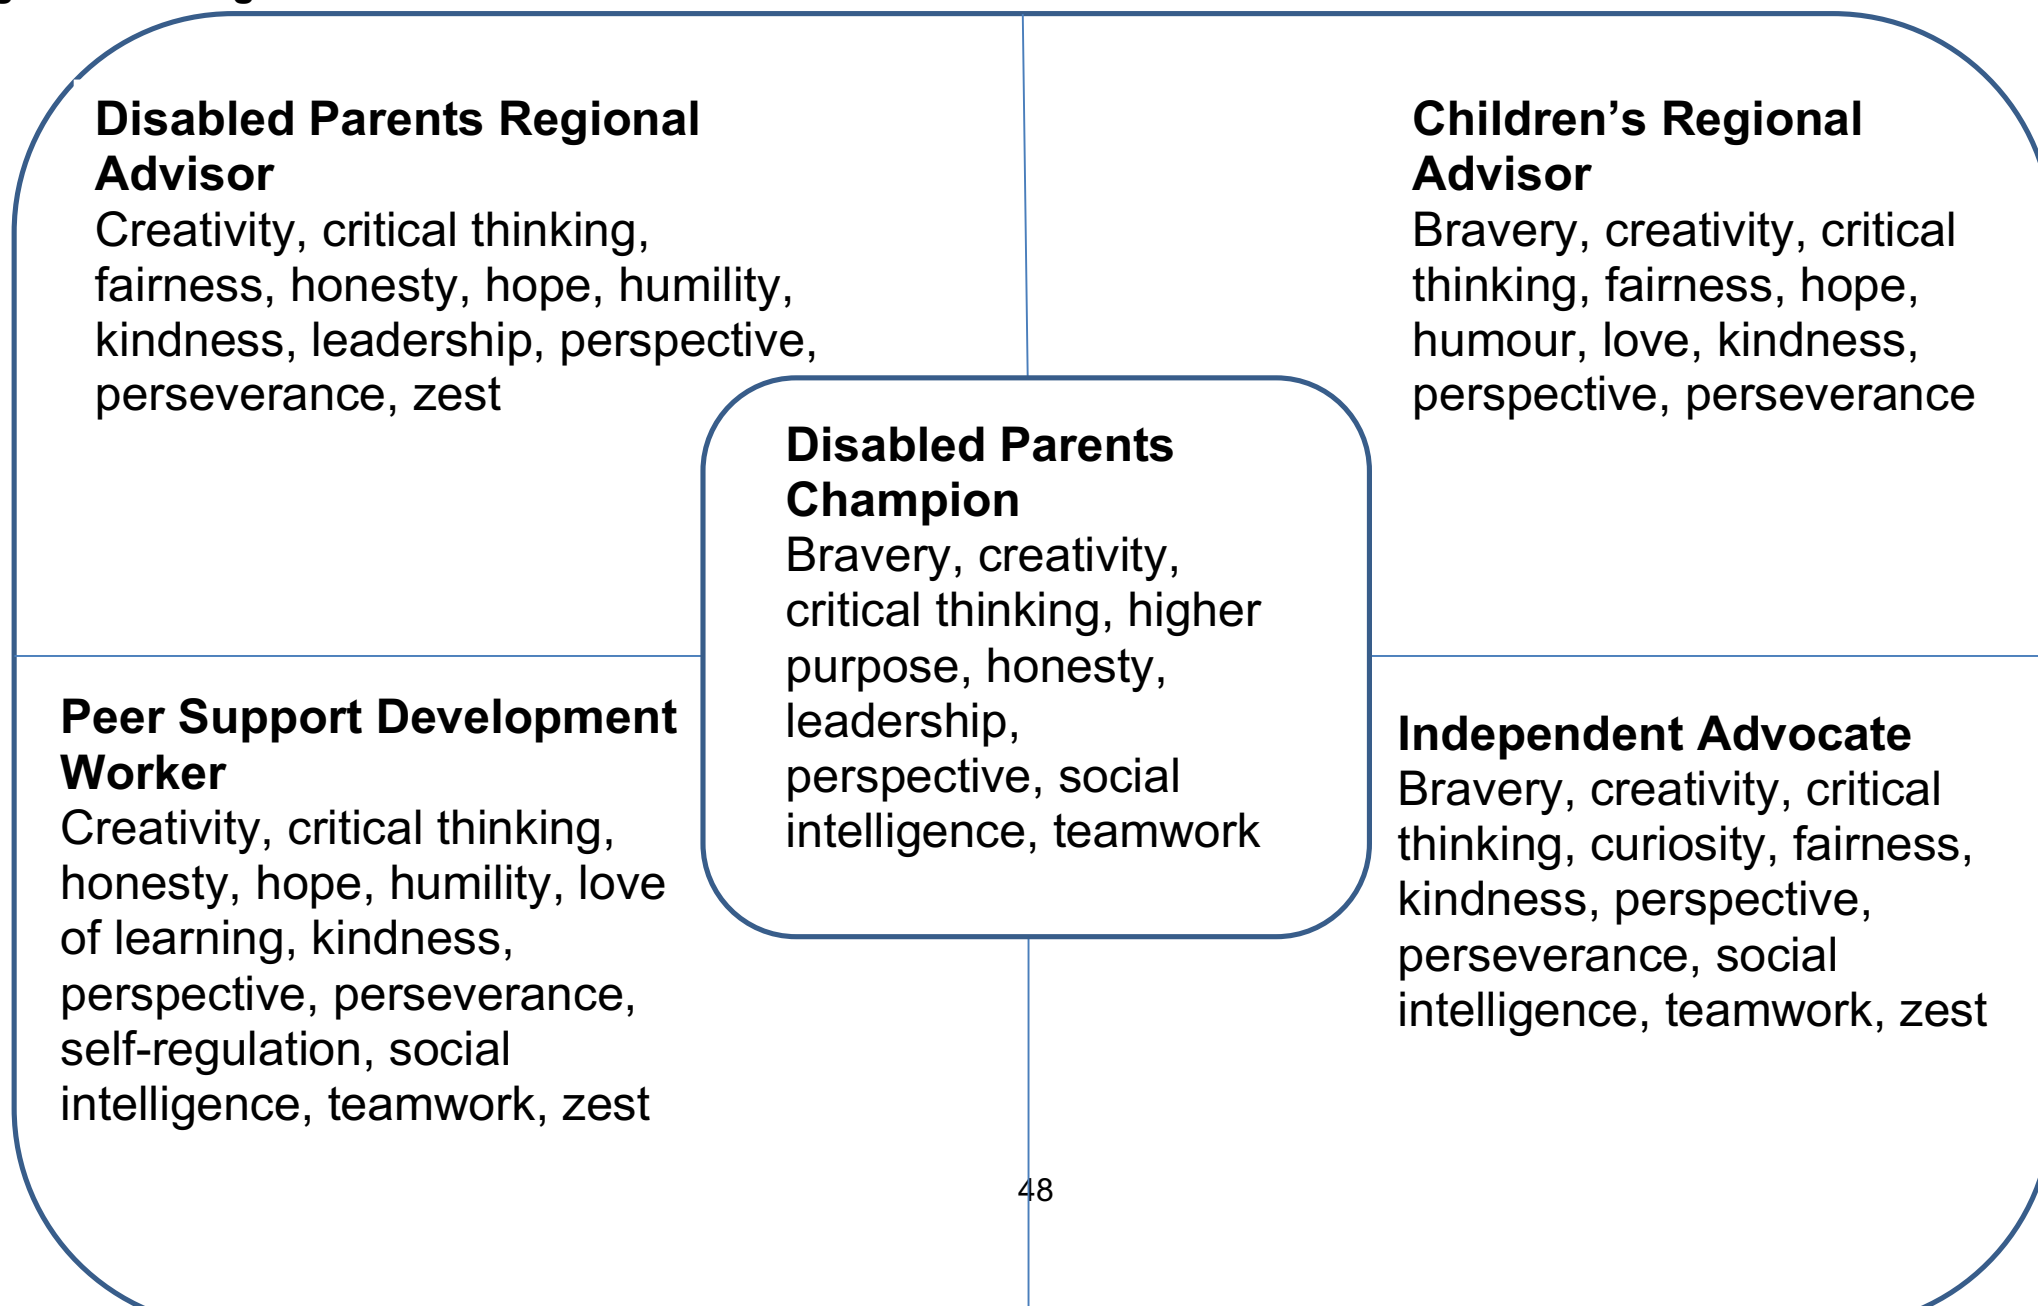 Disabled Parents Regional
Advisor
Creativity, critical thinking,
fairness, honesty, hope, humility,
kindness, leadership, perspective,
perseverance, zest
Children’s Regional
Advisor
Bravery, creativity, critical
thinking, fairness, hope,
humour, love, kindness,
perspective, perseverance
Disabled Parents
Champion
Bravery, creativity,
critical thinking, higher
purpose, honesty,
leadership,
perspective, social
intelligence, teamwork
Peer Support Development
Worker
Creativity, critical thinking,
honesty, hope, humility, love
of learning, kindness,
perspective, perseverance,
self-regulation, social
intelligence, teamwork, zest
Independent Advocate
Bravery, creativity, critical
thinking, curiosity, fairness,
kindness, perspective,
perseverance, social
intelligence, teamwork, zest
48